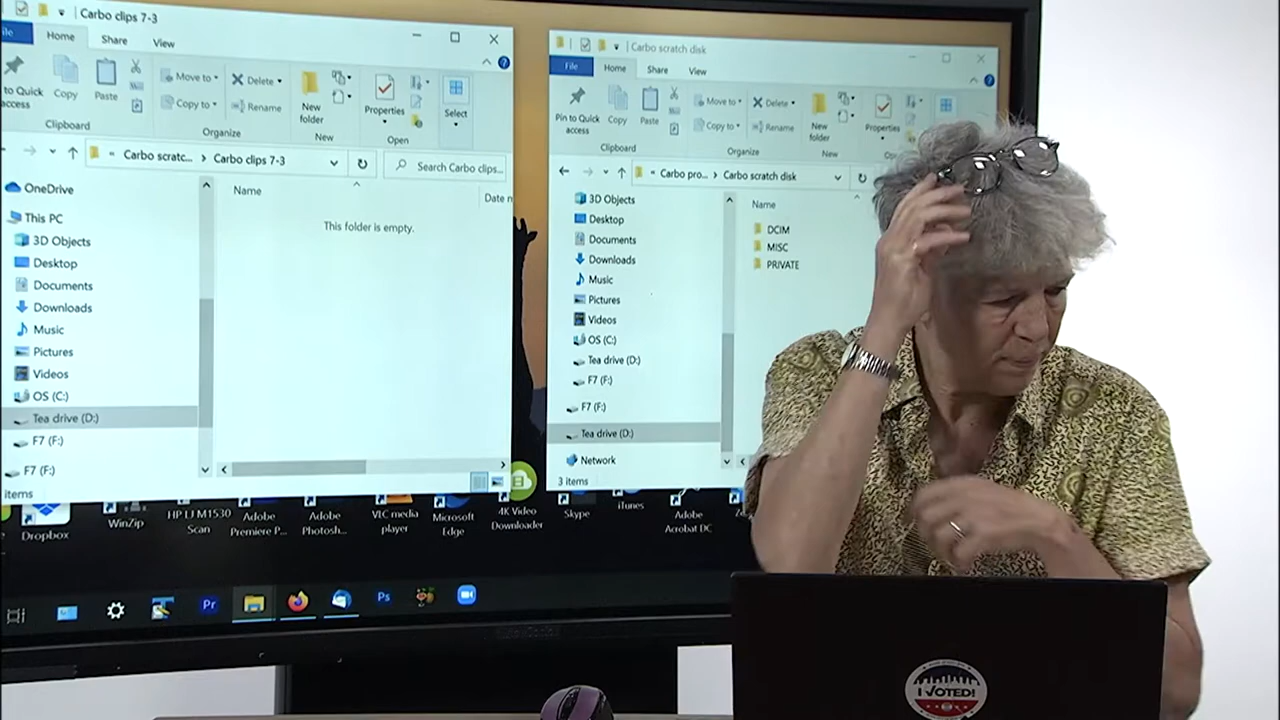 Carbo clips 7-3
Home
Share
View
to Quick
access
Copy
Paste
Move to
Copy to
Delete
Rename
New
folder
Properties
Select
Clipboard
Organize
New
Open
Carbo scratc... > Carbo clips 7-3
Search Carbo clips...
Name
Date
This folder is empty.
OneDrive
This PC
3D Objects
Desktop
Documents
Downloads
Music
Pictures
Videos
OS (C:)
Tea drive (D:)
F7 (F:)
F7 (F:)
items
Carbo scratch disk
File
Home
Share
View
Pin to Quick
access
Copy
Paste
Move to
Copy to
Delete
Rename
New
folder
Properties
Clipboard
Organize
New
Carbo pro... > Carbo scratch disk
Name
DCIM
MISC
PRIVATE
3D Objects
Desktop
Documents
Downloads
Music
Pictures
Videos
OS (C:)
Tea drive (D:)
F7 (F:)
F7 (F:)
Tea drive (D:)
Network
3 items
Dropbox
WinZip
HP LJ M1530
Scan
Adobe
Premiere P...
Adobe
Photosh...
VLC media
player
Microsoft
Edge
4K Video
Downloader
Skype
iTunes
Adobe
Acrobat DC
Pr
Ps
I VOTED!